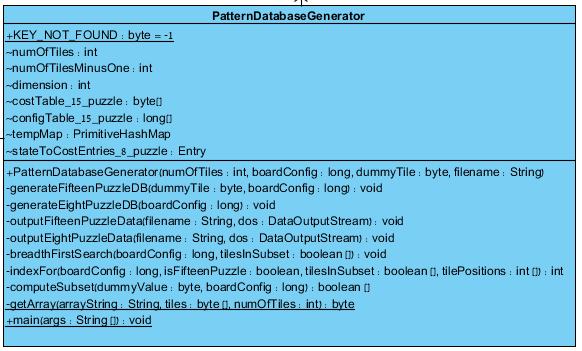 PatternDatabaseGenerator
+KEY_NOT_FOUND : byte = -1
~numOfTiles : int
~numOfTilesMinusOne : int
~dimension : int
~costTable_15_puzzle : byte[]
~configTable_15_puzzle : long[]
~tempMap : PrimitiveHashMap
~stateToCostEntries_8_puzzle : Entry
+PatternDatabaseGenerator(numOfTiles : int, boardConfig : long, dummyTile : byte, filename : String)
-generateFifteenPuzzleDB(dummyTile : byte, boardConfig : long) : void
-generateEightPuzzleDB(boardConfig : long) : void
-outputFifteenPuzzleData(filename : String, dos : DataOutputStream) : void
-outputEightPuzzleData(filename : String, dos : DataOutputStream) : void
-breadthFirstSearch(boardConfig : long, tilesInSubset : boolean []) : void
-indexFor(boardConfig : long, isFifteenPuzzle : boolean, tilesInSubset : boolean [], tilePositions : int []) : int
-computeSubset(dummyValue : byte, boardConfig : long) : boolean []
-getArray(arrayString : String, tiles : byte [], numOfTiles : int) : byte
+main(args : String []) : void